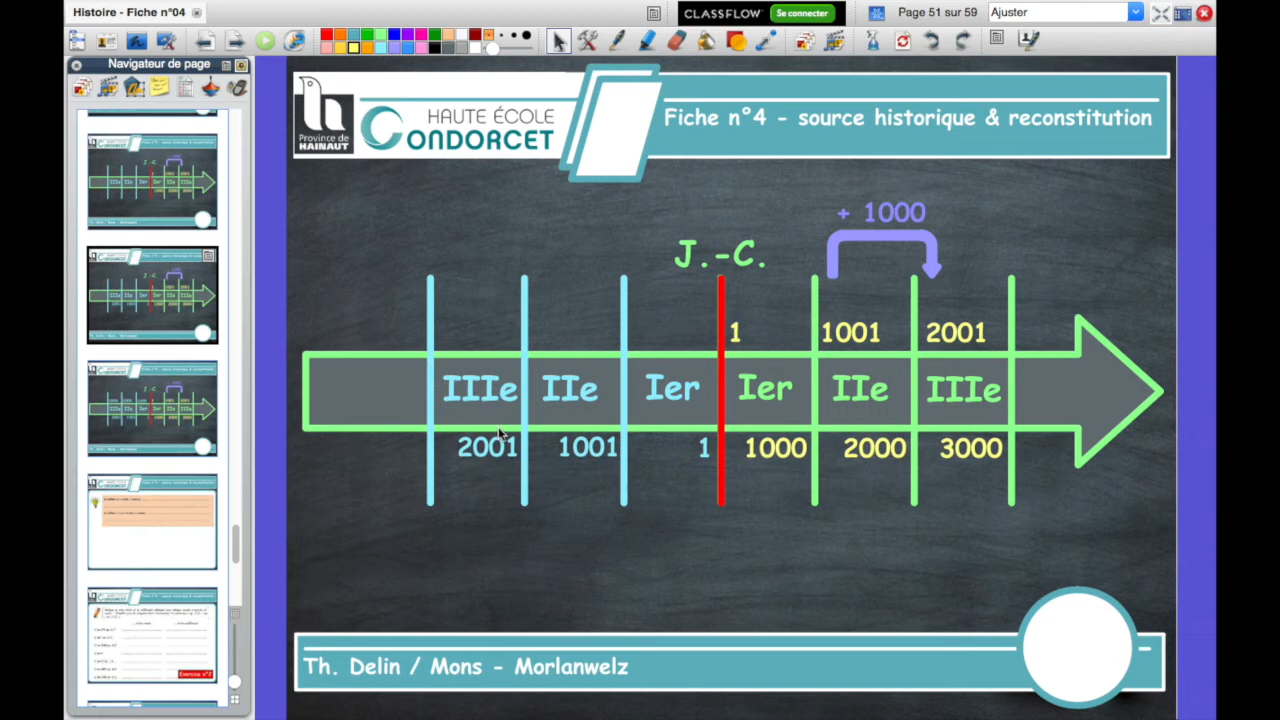 Histoire - Fiche n°04
CLASSFLOW Se connecter
Page 51 sur 59
Ajuster
Navigateur de page
Province de
HAINAUT
HAUTE ÉCOLE
CONDORCET
Fiche n°4 - source historique & reconstitution
+ 1000
J.-C.
1 1001 2001
IIIe IIe Ier Ier IIe IIIe
2001 1001 1 1000 2000 3000
Th. Delin / Mons - Morlanwelz
Exercice n°2